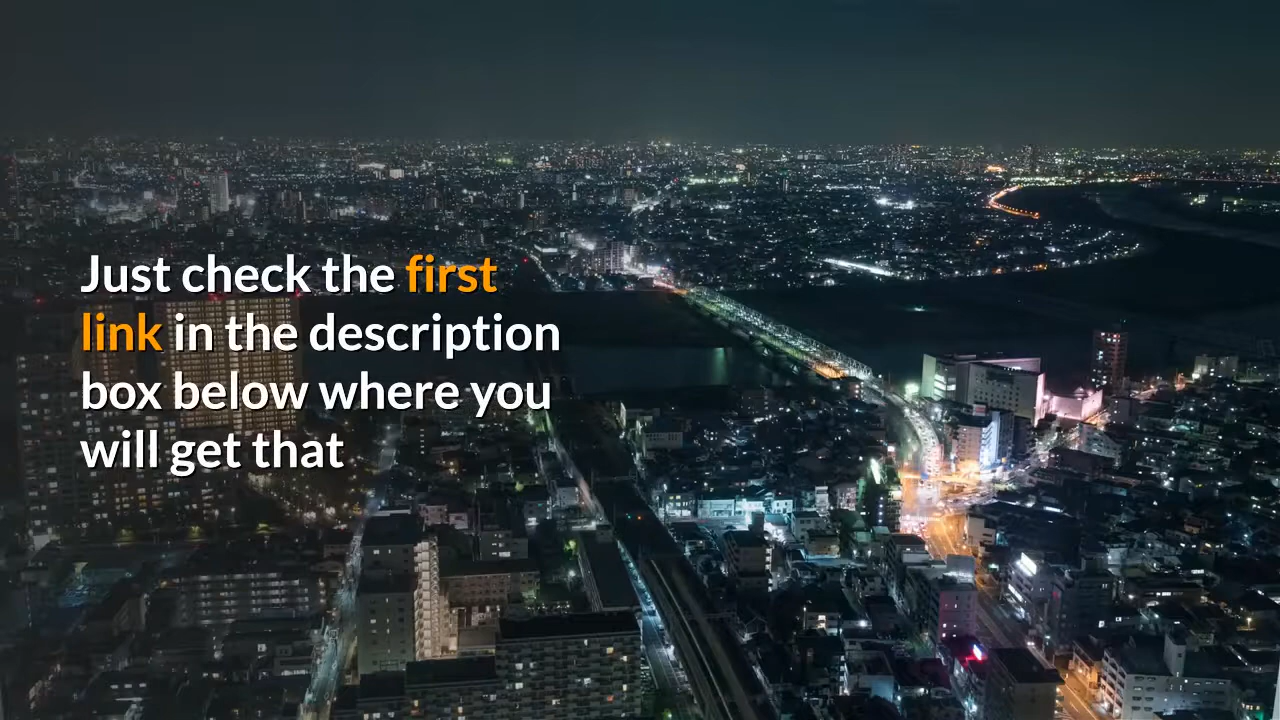 Just check the first
link in the description
box below where you
will get that